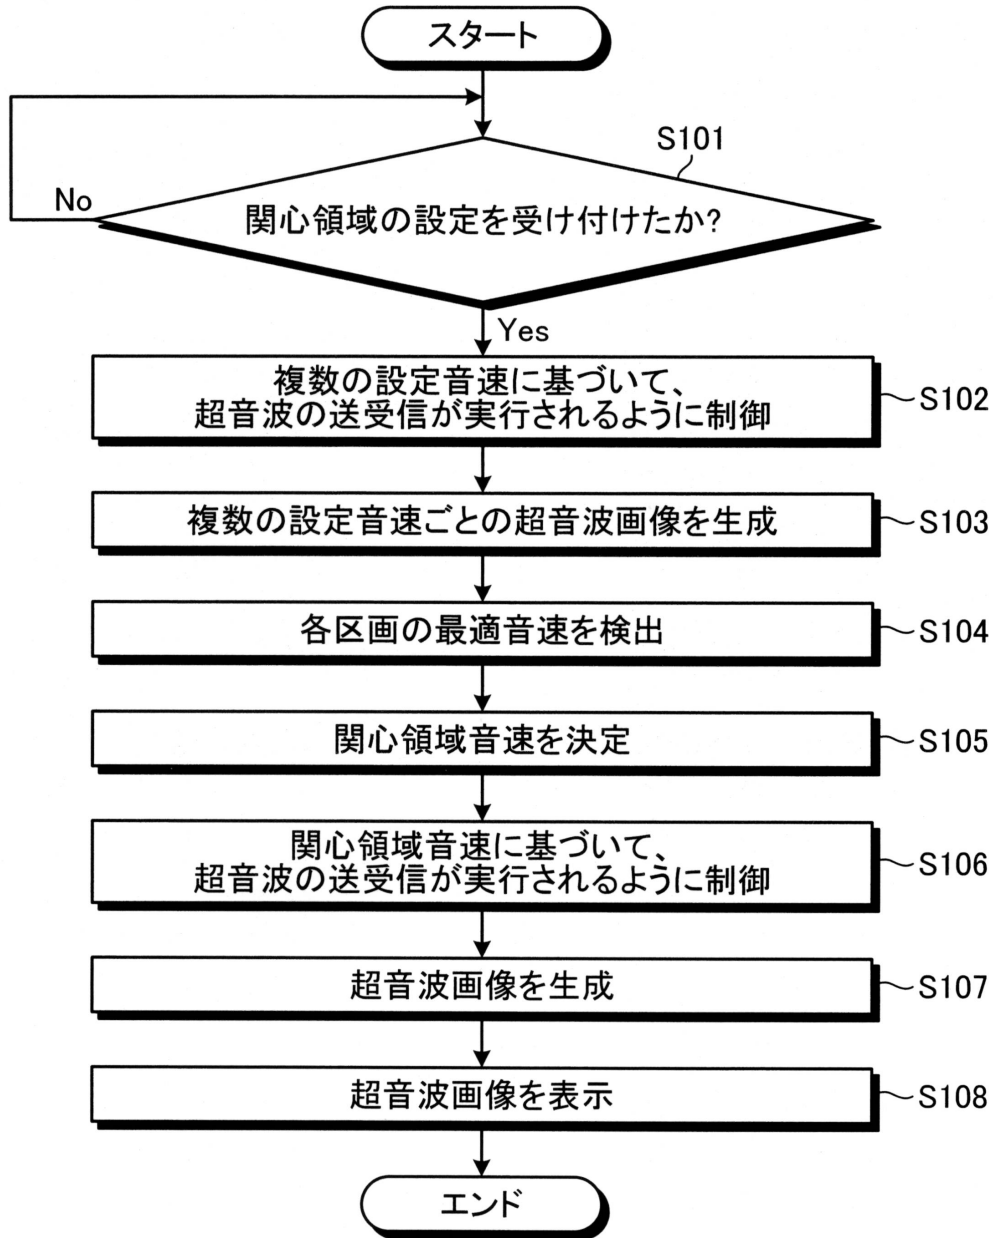 スタート
S101
No
関心領域の設定を受け付けたか?
Yes
複数の設定音速に基づいて、
超音波の送受信が実行されるように制御
S102
複数の設定音速ごとの超音波画像を生成
S103
各区画の最適音速を検出
S104
関心領域音速を決定
S105
関心領域音速に基づいて、
超音波の送受信が実行されるように制御
S106
超音波画像を生成
S107
超音波画像を表示
S108
エンド